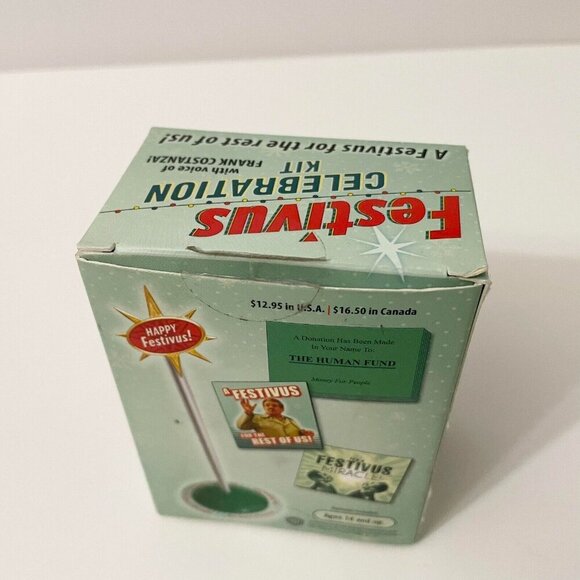 Festivus
CELEBRATION
KIT
with voice of
FRANK COSTANZA!
A Festivus for the rest of us!
$12.95 in U.S.A. | $16.50 in Canada
HAPPY
Festivus!
A Donation Has Been Made
In Your Name To:
THE HUMAN FUND
Money For People
A
FESTIVUS
FOR THE
REST OF US!
FESTIVUS
MIRACLE!
Ages 14 and up